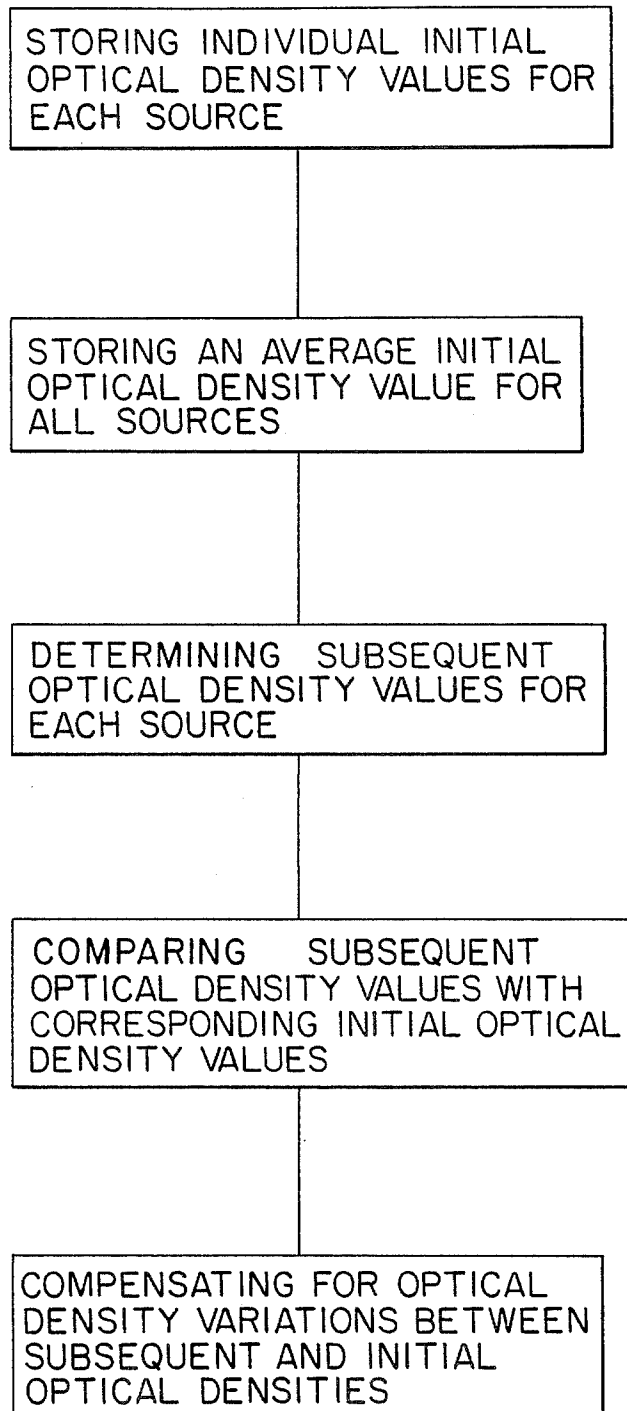 STORING INDIVIDUAL INITIAL
OPTICAL DENSITY VALUES FOR
EACH SOURCE
STORING AN AVERAGE INITIAL
OPTICAL DENSITY VALUE FOR
ALL SOURCES
DETERMINING SUBSEQUENT
OPTICAL DENSITY VALUES FOR
EACH SOURCE
COMPARING SUBSEQUENT
OPTICAL DENSITY VALUES WITH
CORRESPONDING INITIAL OPTICAL
DENSITY VALUES
COMPENSATING FOR OPTICAL
DENSITY VARIATIONS BETWEEN
SUBSEQUENT AND INITIAL
OPTICAL DENSITIES